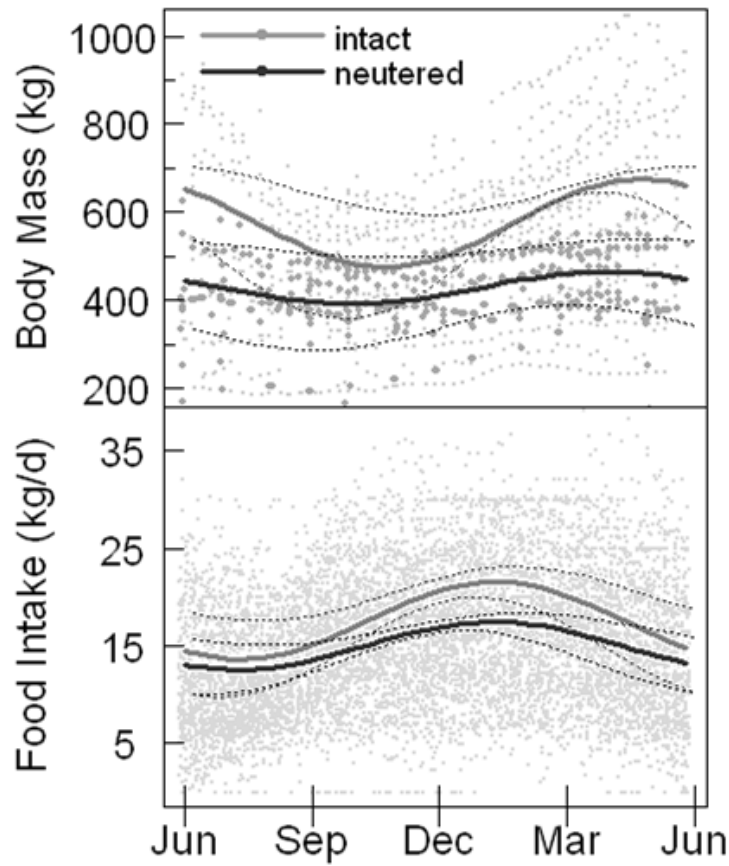 Body Mass (kg)
1000
800
600
400
200
intact
neutered
Food Intake (kg/d)
35
25
15
5
Jun Sep Dec Mar Jun